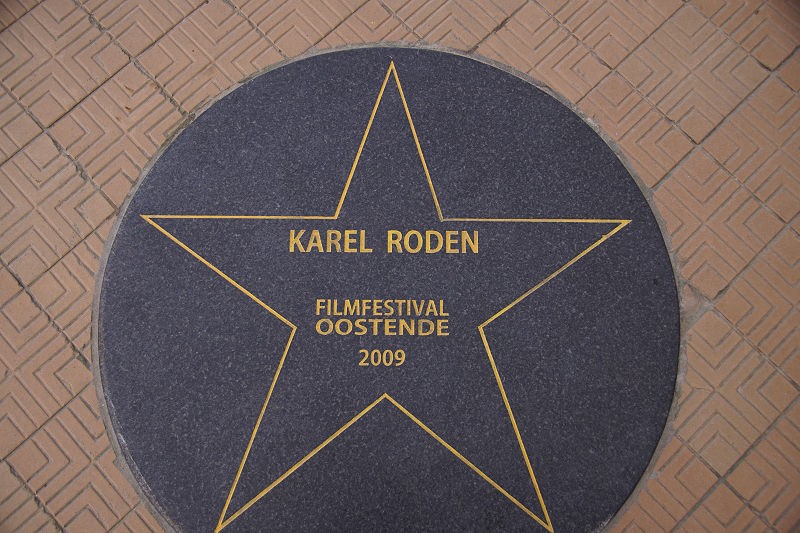 KAREL RODEN
FILMFESTIVAL
OOSTENDE
2009